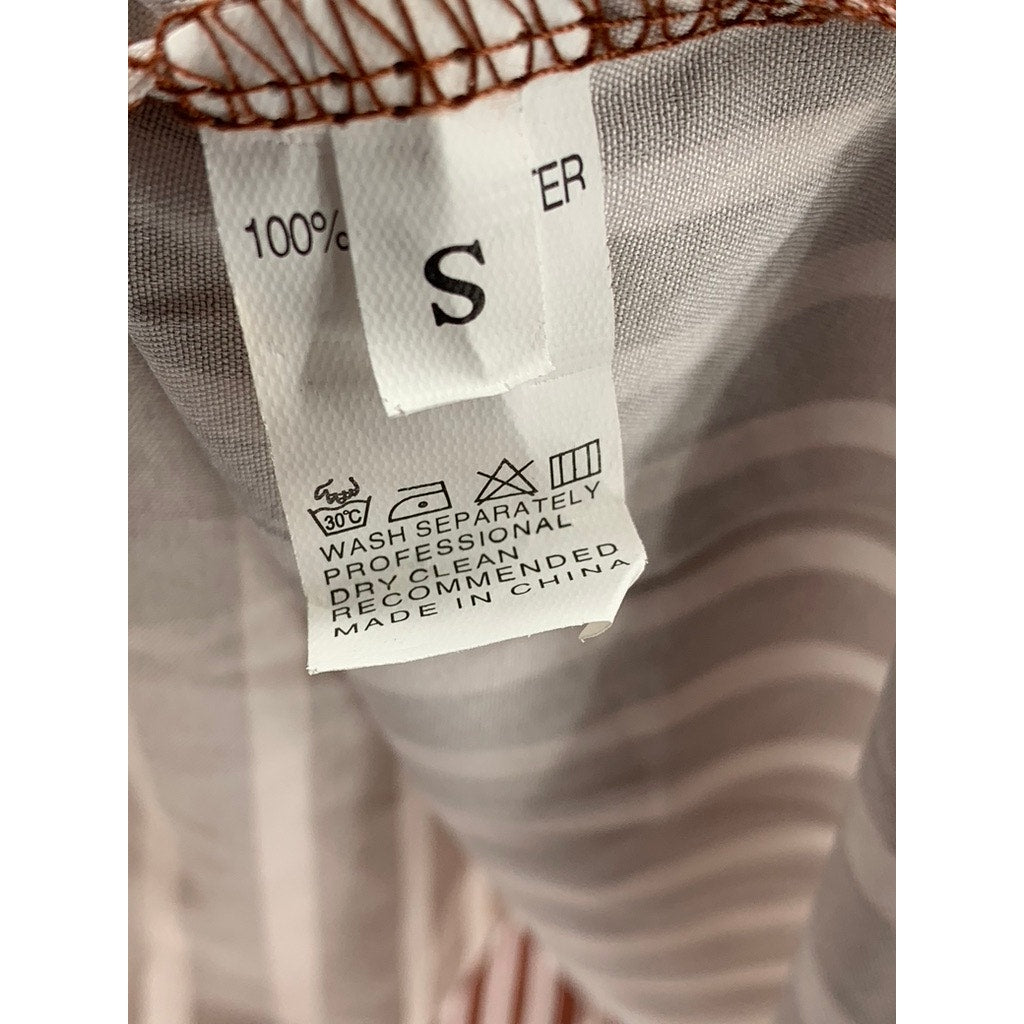 100%
ER
S
30°C
WASH SEPARATELY
PROFESSIONAL
DRY CLEAN
RECOMMENDED
MADE IN CHINA